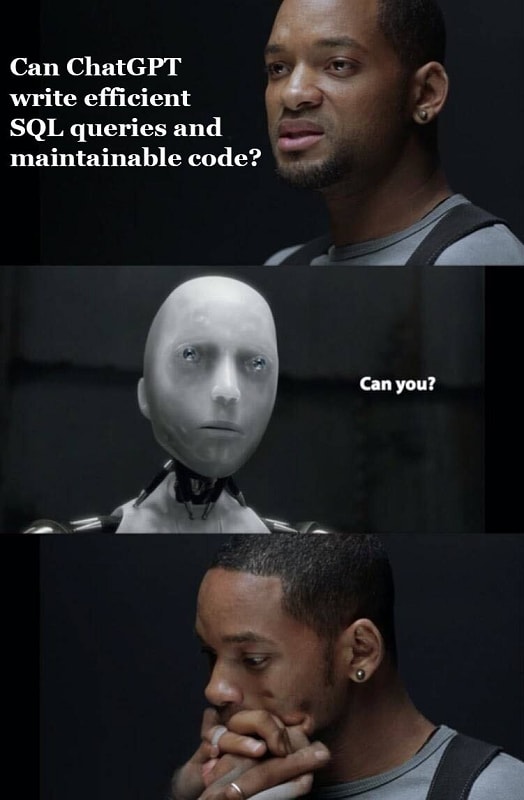 Can ChatGPT
write efficient
SQL queries and
maintainable code?
Can you?